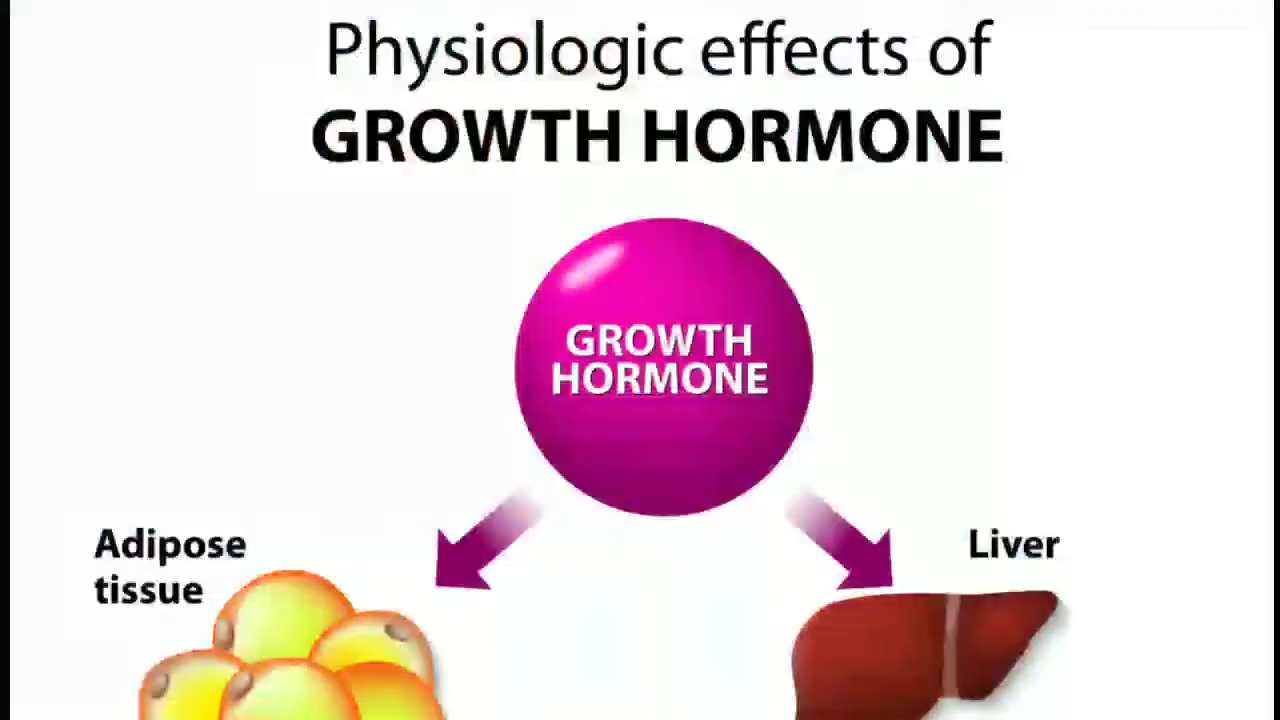 Physiologic effects of
GROWTH HORMONE
GROWTH
HORMONE
Adipose
tissue
Liver